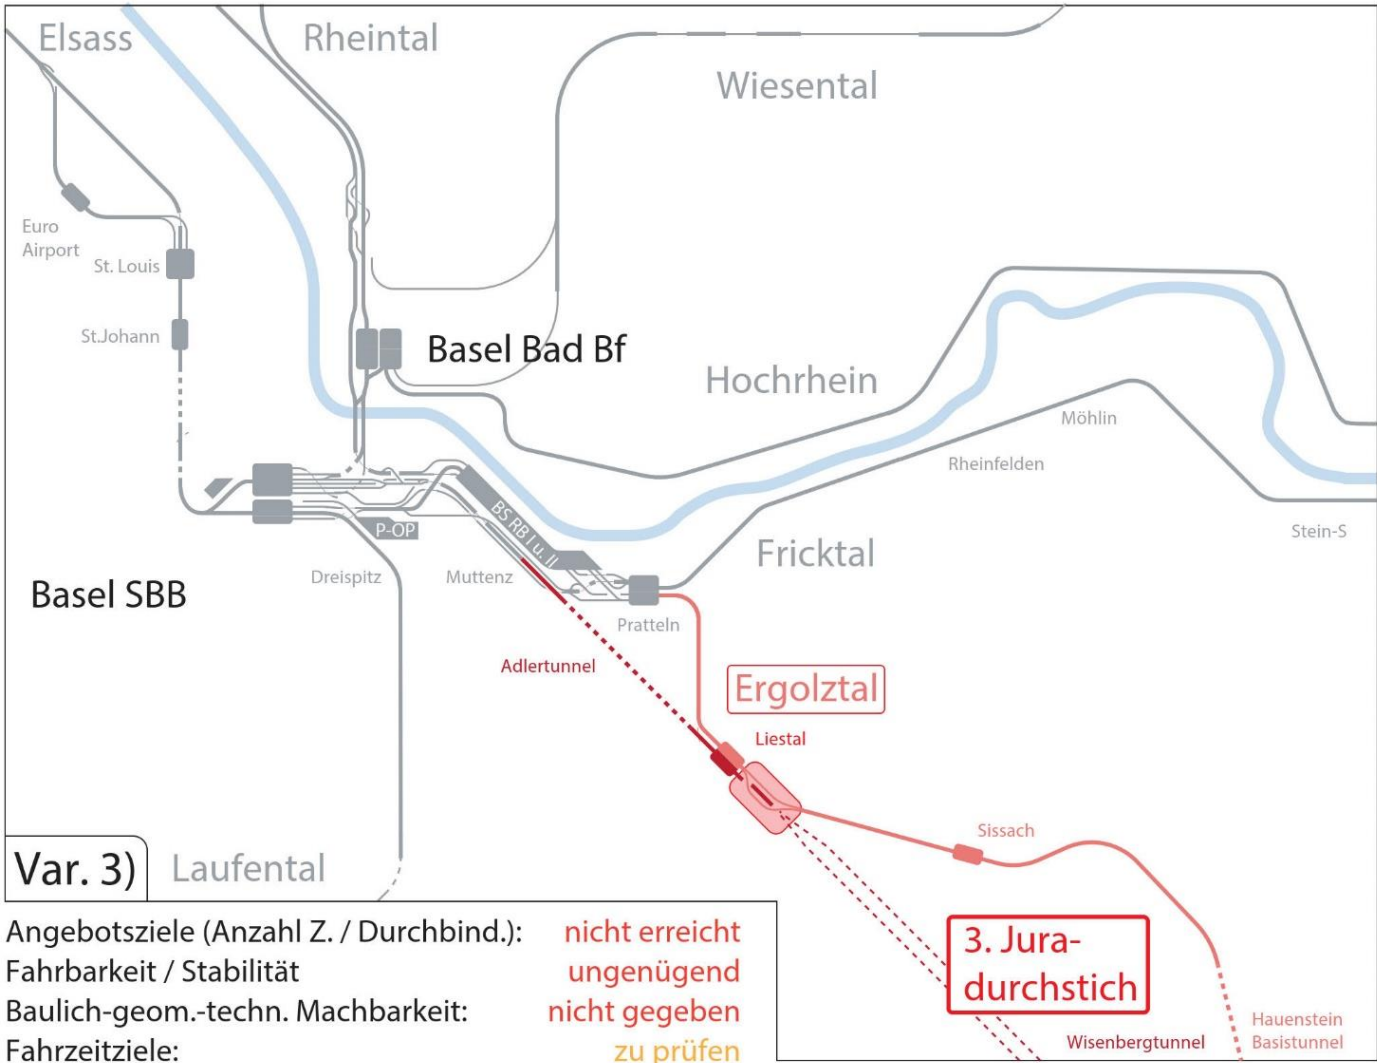 Elsass
Rheintal
Wiesental
Euro
Airport
St. Louis
St.Johann
Basel Bad Bf
Hochrhein
Möhlin
Rheinfelden
Stein-S
P-OP
BS RB I u. II
Fricktal
Dreispitz
Muttenz
Basel SBB
Pratteln
Adlertunnel
Ergolztal
Liestal
Sissach
Var. 3)
Laufental
3. Jura-
durchstich
Hauenstein
Basistunnel
Wisenbergtunnel
Angebotsziele (Anzahl Z. / Durchbind.): nicht erreicht
Fahrbarkeit / Stabilität ungenügend
Baulich-geom.-techn. Machbarkeit: nicht gegeben
Fahrzeitziele: zu prüfen